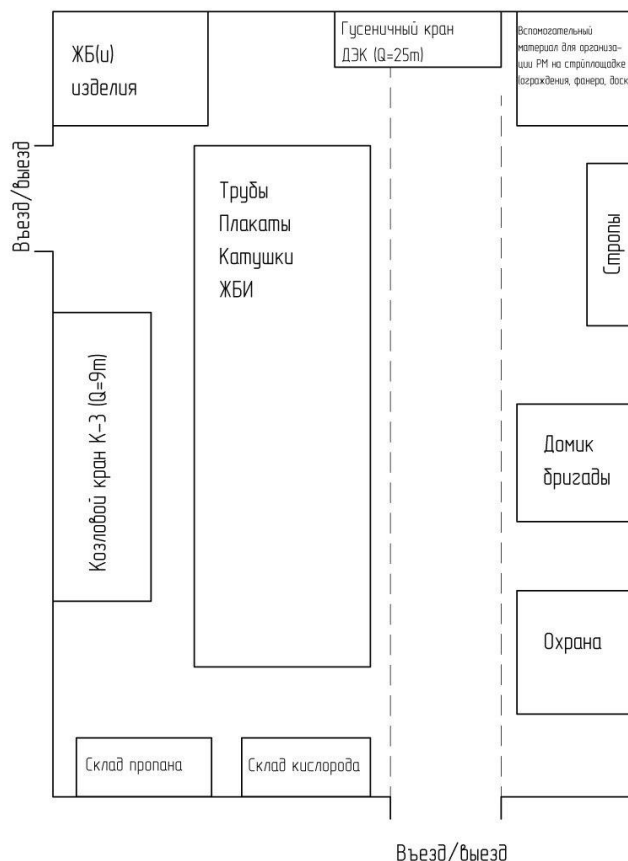 ЖБ(и)
изделия
Гусеничный кран
ДЭК (Q=25т)
Вспомогательный
материал для организа-
ции РМ на стрйплощадке
(ограждения, фанера, доск
Въезд/выезд
Трубы
Плакаты
Катушки
ЖБИ
Стропы
Козловой кран К-3 (Q=9т)
Домик
бригады
Охрана
Склад пропана
Склад кислорода
Въезд/выезд